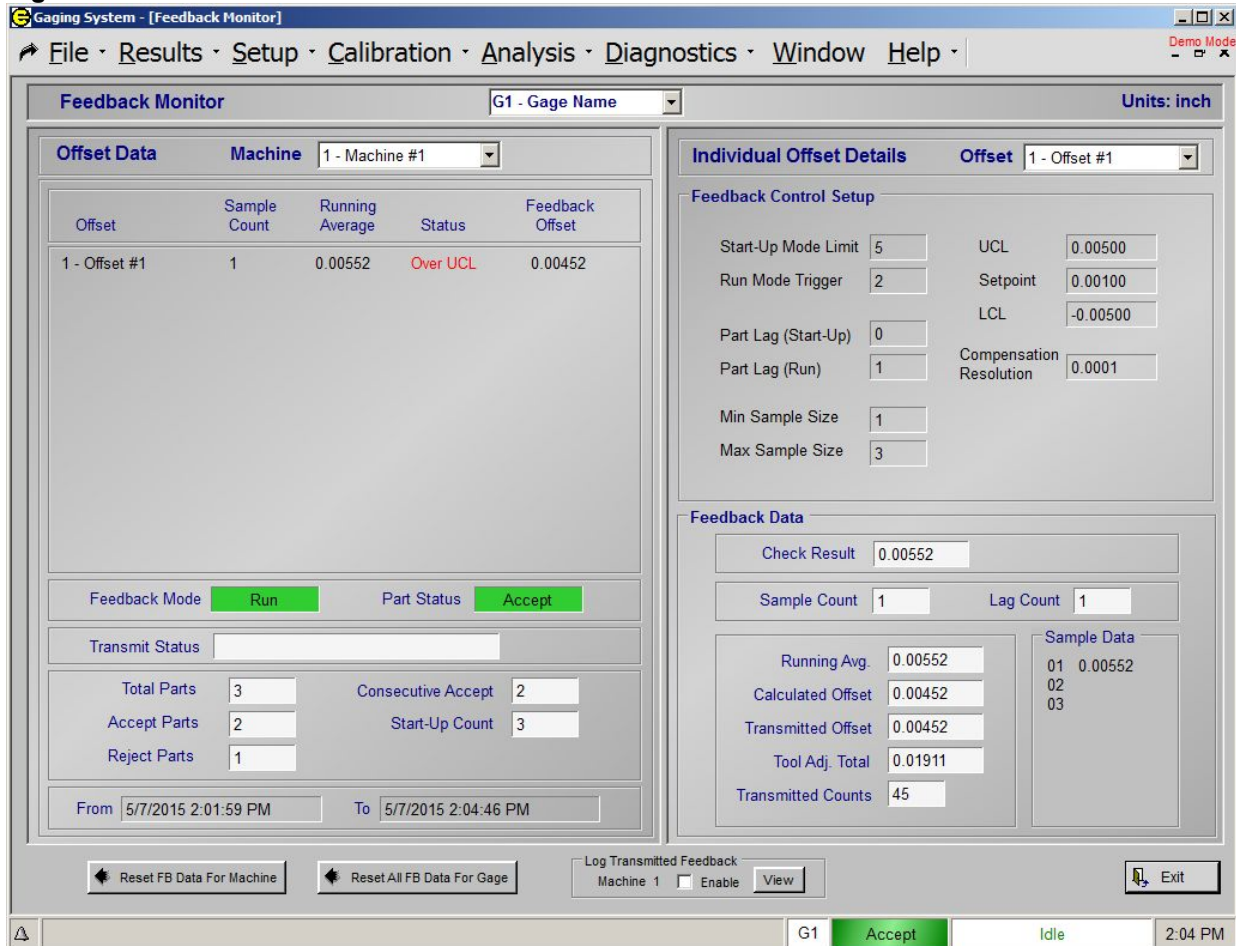 Gaging System - [Feedback Monitor]
File Results Setup Calibration Analysis Diagnostics Window Help
Demo Mode
Feedback Monitor G1 - Gage Name Units: inch
Offset Data Machine 1 - Machine #1
Offset Sample Count Running Average Status Feedback Offset
1 - Offset #1 1 0.00552 Over UCL 0.00452
Feedback Mode Run Part Status Accept
Transmit Status
Total Parts 3 Consecutive Accept 2
Accept Parts 2 Start-Up Count 3
Reject Parts 1
From 5/7/2015 2:01:59 PM To 5/7/2015 2:04:46 PM
Individual Offset Details Offset 1 - Offset #1
Feedback Control Setup
Start-Up Mode Limit 5 UCL 0.00500
Run Mode Trigger 2 Setpoint 0.00100
LCL -0.00500
Part Lag (Start-Up) 0
Part Lag (Run) 1 Compensation Resolution 0.0001
Min Sample Size 1
Max Sample Size 3
Feedback Data
Check Result 0.00552
Sample Count 1 Lag Count 1
Running Avg. 0.00552
Calculated Offset 0.00452
Transmitted Offset 0.00452
Tool Adj. Total 0.01911
Transmitted Counts 45
Sample Data
01 0.00552
02
03
Reset FB Data For Machine Reset All FB Data For Gage
Log Transmitted Feedback
Machine 1 Enable View
Exit
G1 Accept Idle 2:04 PM